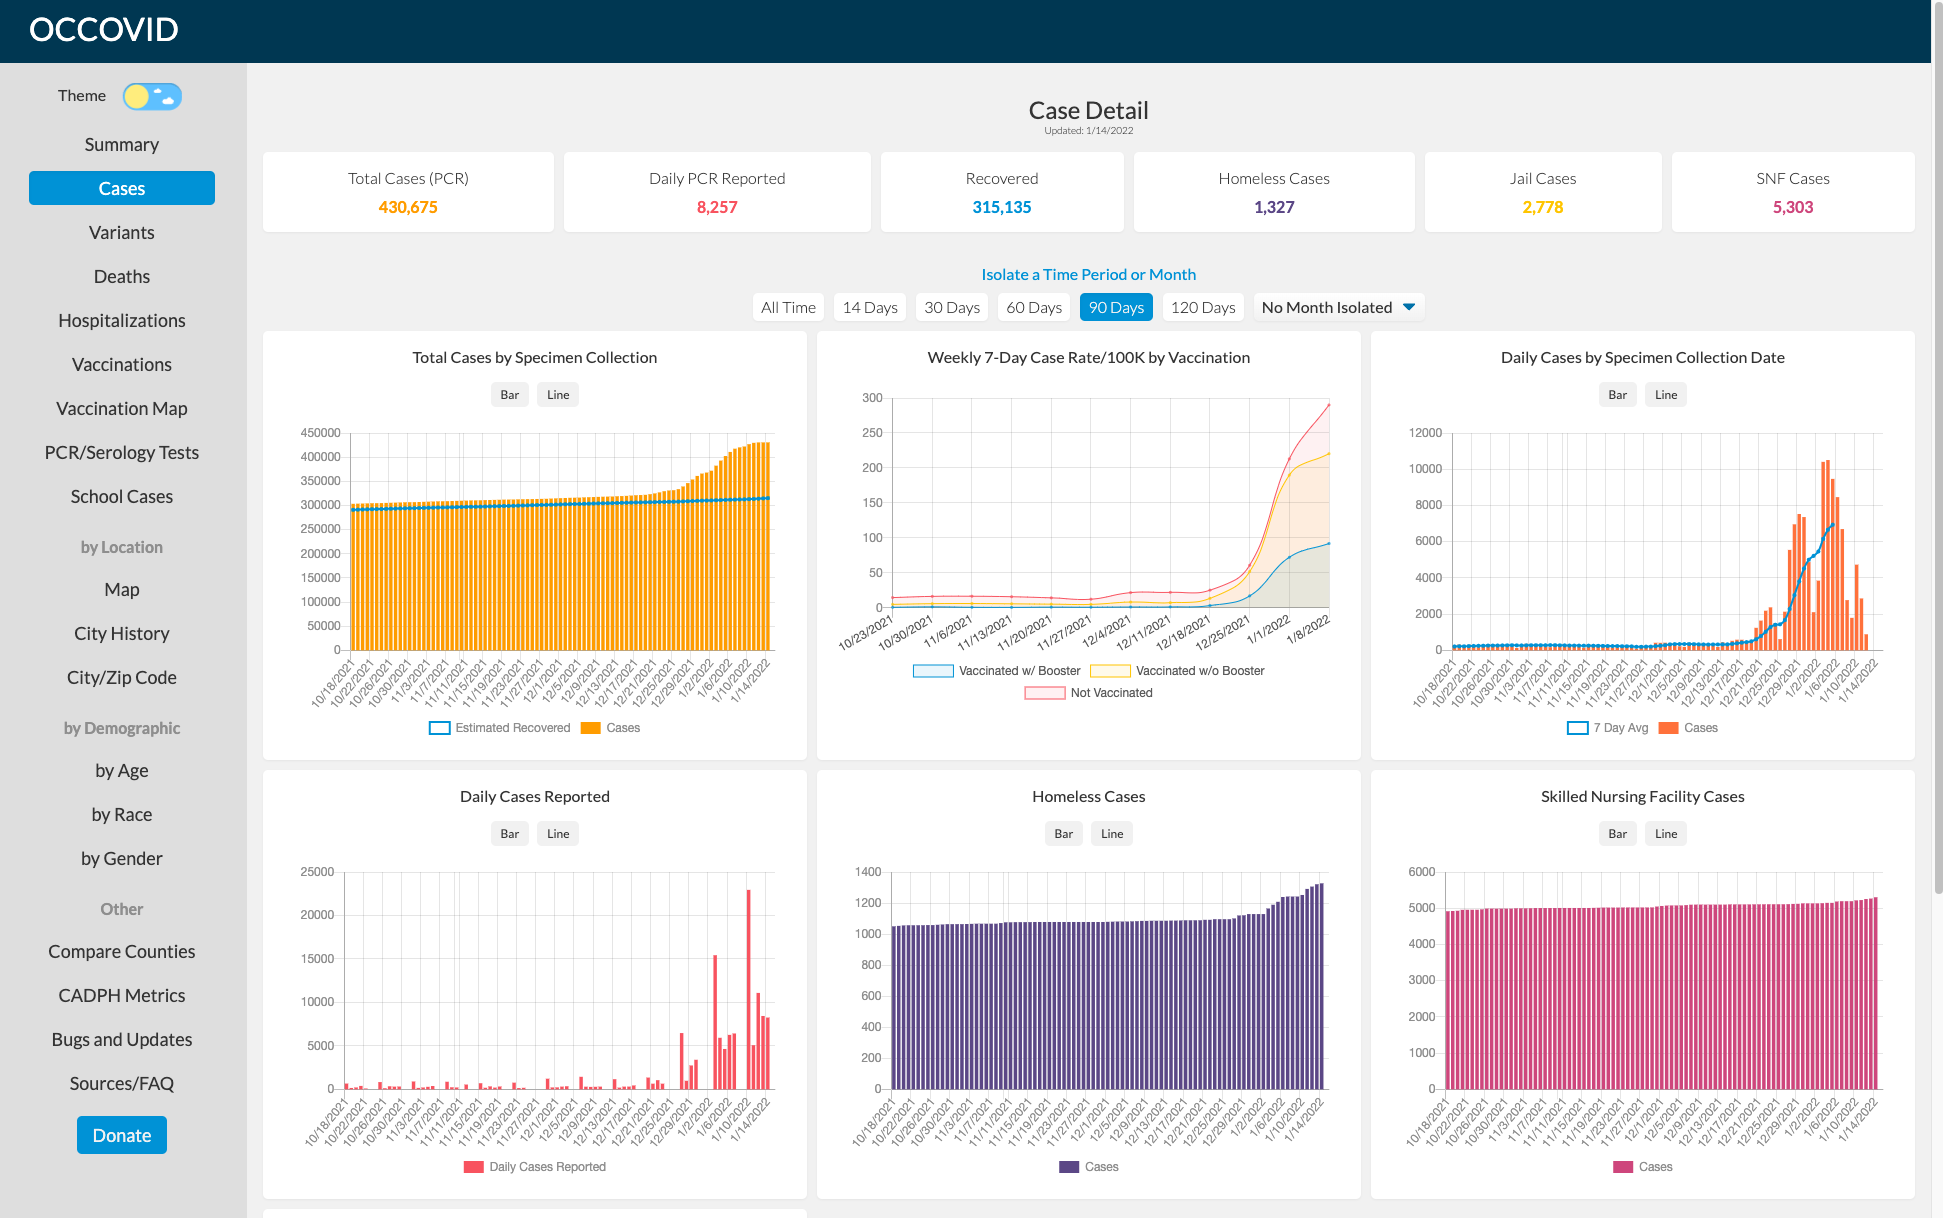 OCCOVID
Theme
Summary
Cases
Variants
Deaths
Hospitalizations
Vaccinations
Vaccination Map
PCR/Serology Tests
School Cases
by Location
Map
City History
City/Zip Code
by Demographic
by Age
by Race
by Gender
Other
Compare Counties
CADPH Metrics
Bugs and Updates
Sources/FAQ
Donate
Case Detail
Updated: 1/14/2022
Total Cases (PCR)
430,675
Daily PCR Reported
8,257
Recovered
315,135
Homeless Cases
1,327
Jail Cases
2,778
SNF Cases
5,303
Isolate a Time Period or Month
All Time 14 Days 30 Days 60 Days 90 Days 120 Days No Month Isolated
Total Cases by Specimen Collection
Bar Line
450000
400000
350000
300000
250000
200000
150000
100000
50000
0
10/18/2021 10/22/2021 10/26/2021 10/30/2021 11/3/2021 11/7/2021 11/11/2021 11/15/2021 11/19/2021 11/23/2021 11/27/2021 12/1/2021 12/5/2021 12/9/2021 12/13/2021 12/17/2021 12/21/2021 12/25/2021 12/29/2021 1/2/2022 1/6/2022 1/10/2022 1/14/2022
Estimated Recovered Cases
Weekly 7-Day Case Rate/100K by Vaccination
300
250
200
150
100
50
0
10/23/2021 10/30/2021 11/6/2021 11/13/2021 11/20/2021 11/27/2021 12/4/2021 12/11/2021 12/18/2021 12/25/2021 1/1/2022 1/8/2022
Vaccinated w/ Booster Vaccinated w/o Booster
Not Vaccinated
Daily Cases by Specimen Collection Date
Bar Line
12000
10000
8000
6000
4000
2000
0
10/18/2021 10/22/2021 10/26/2021 10/30/2021 11/3/2021 11/7/2021 11/11/2021 11/15/2021 11/19/2021 11/23/2021 11/27/2021 12/1/2021 12/5/2021 12/9/2021 12/13/2021 12/17/2021 12/21/2021 12/25/2021 12/29/2021 1/2/2022 1/6/2022 1/10/2022 1/14/2022
7 Day Avg Cases
Daily Cases Reported
Bar Line
25000
20000
15000
10000
5000
0
10/18/2021 10/22/2021 10/26/2021 10/30/2021 11/3/2021 11/7/2021 11/11/2021 11/15/2021 11/19/2021 11/23/2021 11/27/2021 12/1/2021 12/5/2021 12/9/2021 12/13/2021 12/17/2021 12/21/2021 12/25/2021 12/29/2021 1/2/2022 1/6/2022 1/10/2022 1/14/2022
Daily Cases Reported
Homeless Cases
Bar Line
1400
1200
1000
800
600
400
200
0
10/18/2021 10/22/2021 10/26/2021 10/30/2021 11/3/2021 11/7/2021 11/11/2021 11/15/2021 11/19/2021 11/23/2021 11/27/2021 12/1/2021 12/5/2021 12/9/2021 12/13/2021 12/17/2021 12/21/2021 12/25/2021 12/29/2021 1/2/2022 1/6/2022 1/10/2022 1/14/2022
Cases
Skilled Nursing Facility Cases
Bar Line
6000
5000
4000
3000
2000
1000
0
10/18/2021 10/22/2021 10/26/2021 10/30/2021 11/3/2021 11/7/2021 11/11/2021 11/15/2021 11/19/2021 11/23/2021 11/27/2021 12/1/2021 12/5/2021 12/9/2021 12/13/2021 12/17/2021 12/21/2021 12/25/2021 12/29/2021 1/2/2022 1/6/2022 1/10/2022 1/14/2022
Cases